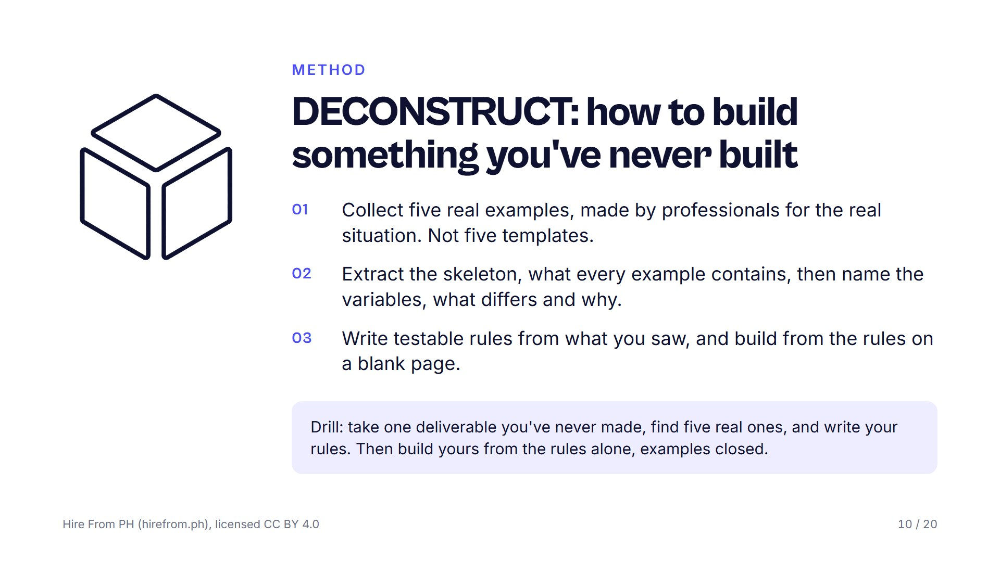 METHOD
DECONSTRUCT: how to build
something you've never built
01 Collect five real examples, made by professionals for the real
situation. Not five templates.
02 Extract the skeleton, what every example contains, then name the
variables, what differs and why.
03 Write testable rules from what you saw, and build from the rules on
a blank page.
Drill: take one deliverable you've never made, find five real ones, and write your
rules. Then build yours from the rules alone, examples closed.
Hire From PH (hirefrom.ph), licensed CC BY 4.0
10 / 20